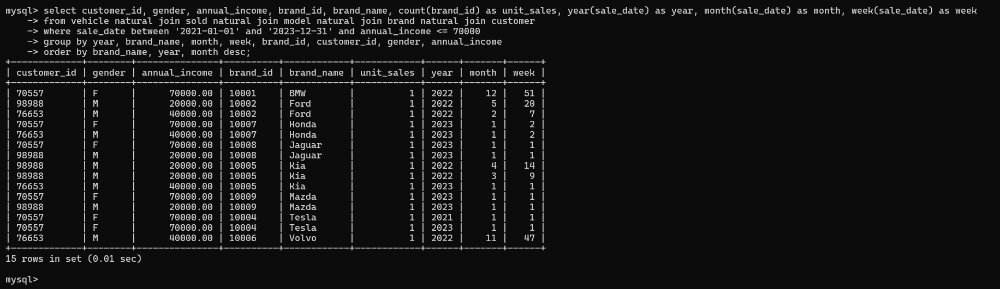 mysql> select customer_id, gender, annual_income, brand_id, brand_name, count(brand_id) as unit_sales, year(sale_date) as year, month(sale_date) as month, week(sale_date) as week
    -> from vehicle natural join sold natural join model natural join brand natural join customer
    -> where sale_date between '2021-01-01' and '2023-12-31' and annual_income <= 70000
    -> group by year, brand_name, month, week, brand_id, customer_id, gender, annual_income
    -> order by brand_name, year, month desc;
+-------------+--------+---------------+----------+------------+------------+------+-------+------+
| customer_id | gender | annual_income | brand_id | brand_name | unit_sales | year | month | week |
+-------------+--------+---------------+----------+------------+------------+------+-------+------+
| 70557       | F      |      70000.00 | 10001    | BMW        |          1 | 2022 |    12 |   51 |
| 98988       | M      |      20000.00 | 10002    | Ford       |          1 | 2022 |     5 |   20 |
| 76653       | M      |      40000.00 | 10002    | Ford       |          1 | 2022 |     2 |    7 |
| 70557       | F      |      70000.00 | 10007    | Honda      |          1 | 2023 |     1 |    2 |
| 76653       | M      |      40000.00 | 10007    | Honda      |          1 | 2023 |     1 |    2 |
| 70557       | F      |      70000.00 | 10008    | Jaguar     |          1 | 2023 |     1 |    1 |
| 98988       | M      |      20000.00 | 10008    | Jaguar     |          1 | 2023 |     1 |    1 |
| 98988       | M      |      20000.00 | 10005    | Kia        |          1 | 2022 |     4 |   14 |
| 98988       | M      |      20000.00 | 10005    | Kia        |          1 | 2022 |     3 |    9 |
| 76653       | M      |      40000.00 | 10005    | Kia        |          1 | 2023 |     1 |    1 |
| 70557       | F      |      70000.00 | 10009    | Mazda      |          1 | 2023 |     1 |    1 |
| 98988       | M      |      20000.00 | 10009    | Mazda      |          1 | 2023 |     1 |    1 |
| 70557       | F      |      70000.00 | 10004    | Tesla      |          1 | 2021 |     1 |    1 |
| 70557       | F      |      70000.00 | 10004    | Tesla      |          1 | 2023 |     1 |    1 |
| 76653       | M      |      40000.00 | 10006    | Volvo      |          1 | 2022 |    11 |   47 |
+-------------+--------+---------------+----------+------------+------------+------+-------+------+
15 rows in set (0.01 sec)

mysql>